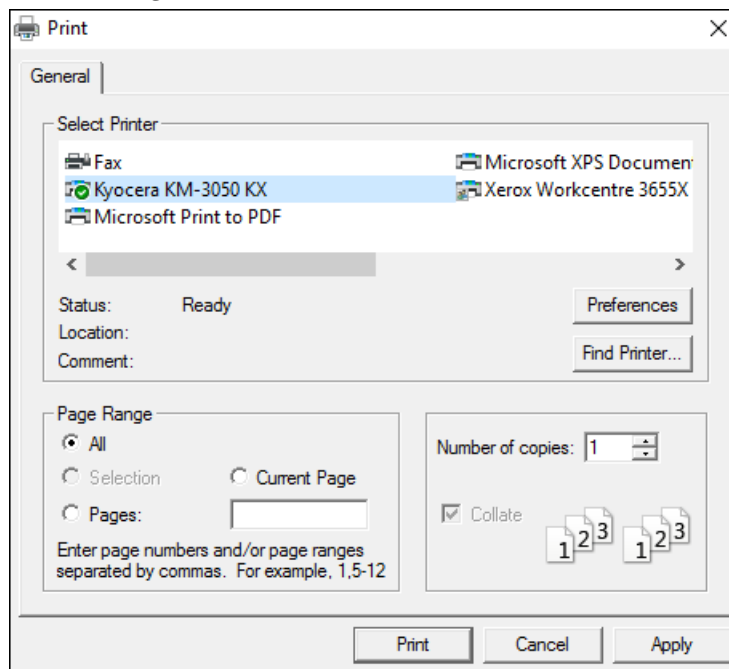 Print
General
Select Printer
Fax
Microsoft XPS Documen
Kyocera KM-3050 KX
Xerox Workcentre 3655X
Microsoft Print to PDF
Status: Ready
Preferences
Location:
Comment:
Find Printer...
Page Range
All
Selection
Current Page
Pages:
Enter page numbers and/or page ranges
separated by commas. For example, 1,5-12
Number of copies: 1
Collate
1 2 3 1 2 3
Print Cancel Apply